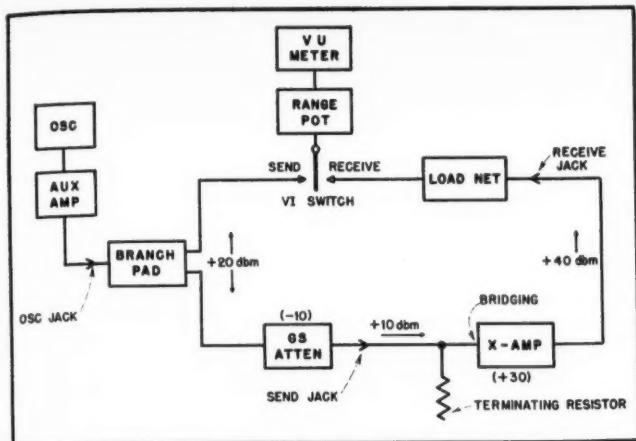 V U
METER
RANGE
POT
OSC
AUX
AMP
SEND
RECEIVE
VI SWITCH
LOAD NET
RECEIVE
JACK
BRANCH
PAD
+20 dbm
+40 dbm
OSC JACK
(-10)
GS
ATTEN
+10 dbm
BRIDGING
X-AMP
(+30)
SEND JACK
TERMINATING RESISTOR